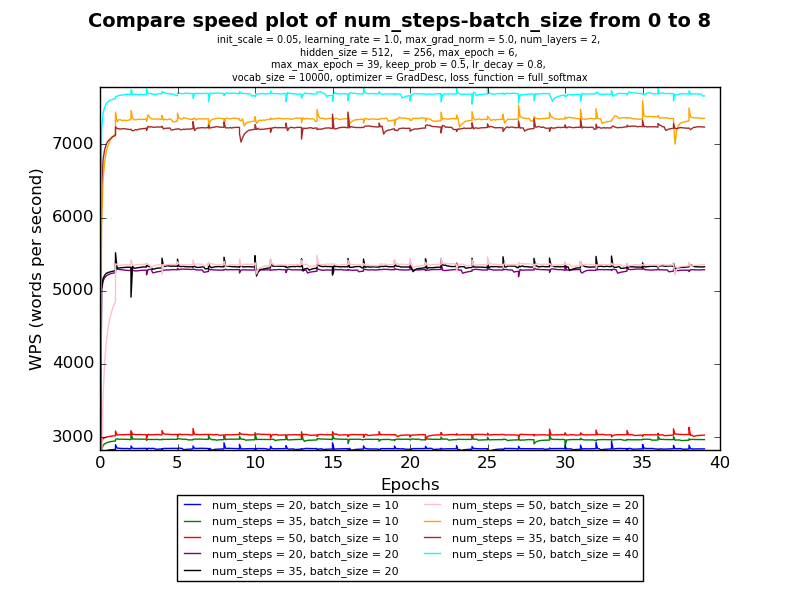 Compare speed plot of num_steps-batch_size from 0 to 8
init_scale = 0.05, learning_rate = 1.0, max_grad_norm = 5.0, num_layers = 2,
hidden_size = 512,   = 256, max_epoch = 6,
max_max_epoch = 39, keep_prob = 0.5, lr_decay = 0.8,
vocab_size = 10000, optimizer = GradDesc, loss_function = full_softmax
WPS (words per second)
7000
6000
5000
4000
3000
0 5 10 15 20 25 30 35 40
Epochs
num_steps = 20, batch_size = 10
num_steps = 35, batch_size = 10
num_steps = 50, batch_size = 10
num_steps = 20, batch_size = 20
num_steps = 35, batch_size = 20
num_steps = 50, batch_size = 20
num_steps = 20, batch_size = 40
num_steps = 35, batch_size = 40
num_steps = 50, batch_size = 40